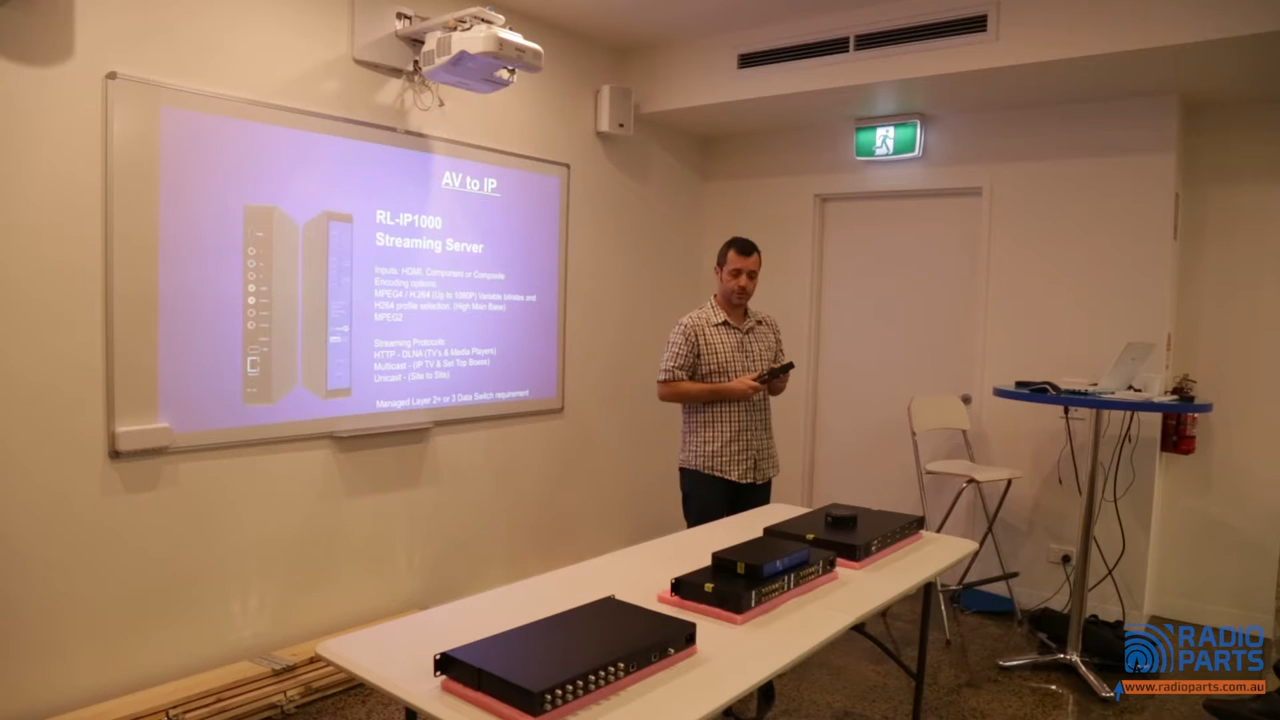 AV to IP
RL-IP1000
Streaming Server
Inputs: HDMI, Component or Composite
Encoding options:
MPEG4 / H.264 (Up to 1080P) Variable bitrates and
H264 profile selection. (High Main Base)
MPEG2
Streaming Protocols
HTTP - DLNA (TV's & Media Players)
Multicast - (IP TV & Set Top Boxes)
Unicast - (Site to Site)
Managed Layer 2+ or 3 Data Switch requirement
RADIO
PARTS
www.radioparts.com.au